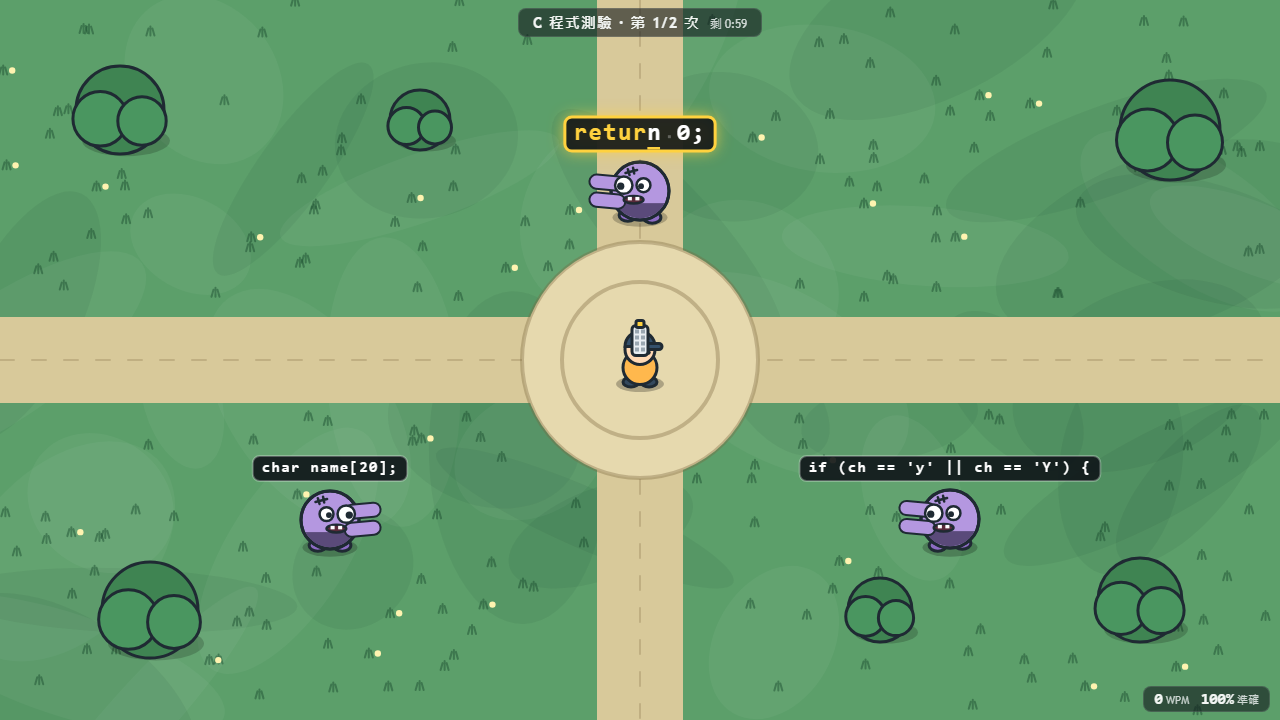 C 程式測驗 · 第 1/2 次 剩 0:59
return·0;
char name[20];
if (ch == 'y' || ch == 'Y') {
0 WPM 100% 準確